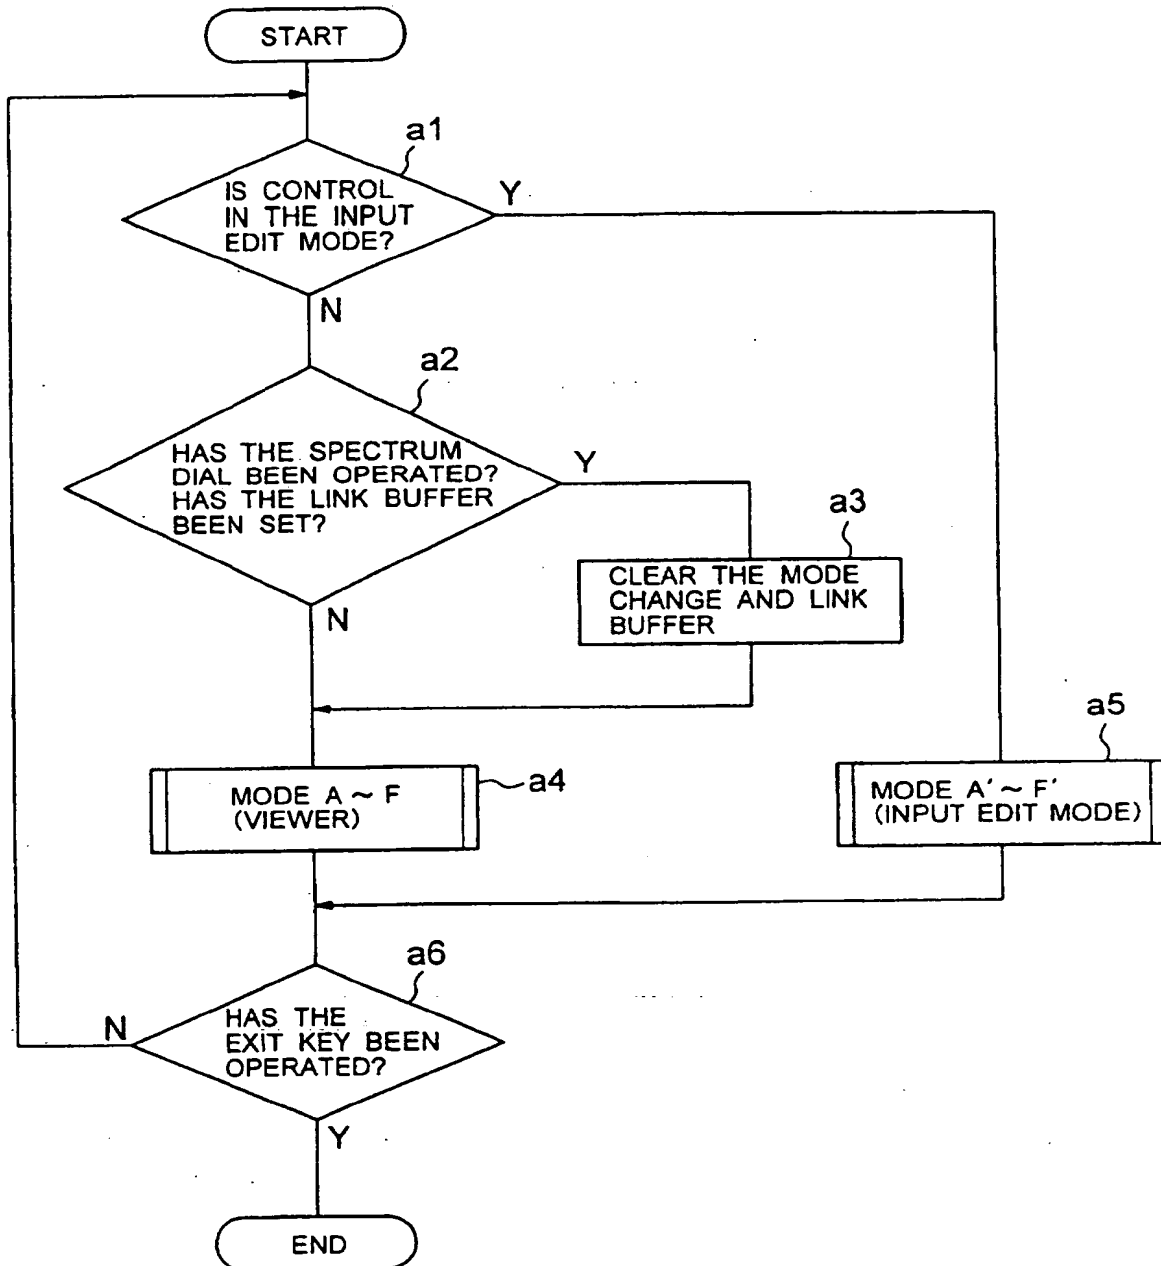 START
a1
IS CONTROL
IN THE INPUT
EDIT MODE?
Y
N
a2
HAS THE SPECTRUM
DIAL BEEN OPERATED?
HAS THE LINK BUFFER
BEEN SET?
Y
N
a3
CLEAR THE MODE
CHANGE AND LINK
BUFFER
MODE A ~ F
(VIEWER)
a4
a5
MODE A' ~ F'
(INPUT EDIT MODE)
a6
HAS THE
EXIT KEY BEEN
OPERATED?
N
Y
END